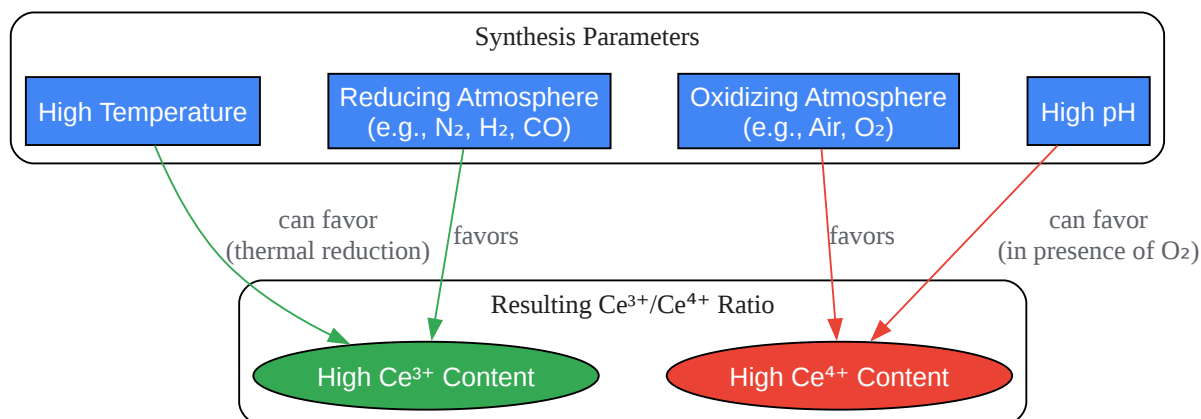 Synthesis Parameters
High Temperature
Reducing Atmosphere
(e.g., N₂, H₂, CO)
Oxidizing Atmosphere
(e.g., Air, O₂)
High pH
can favor
(thermal reduction)
favors
favors
can favor
(in presence of O₂)
Resulting Ce³⁺/Ce⁴⁺ Ratio
High Ce³⁺ Content
High Ce⁴⁺ Content